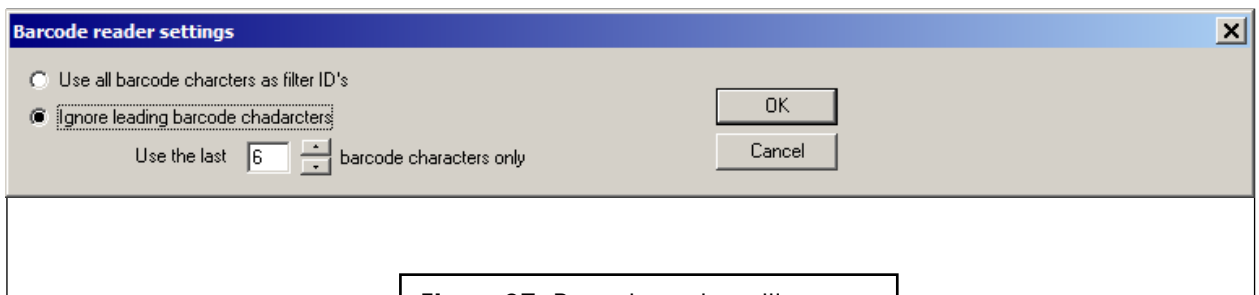 Barcode reader settings
Use all barcode charcters as filter ID's
Ignore leading barcode chadarcters
OK
Use the last 6 barcode characters only
Cancel